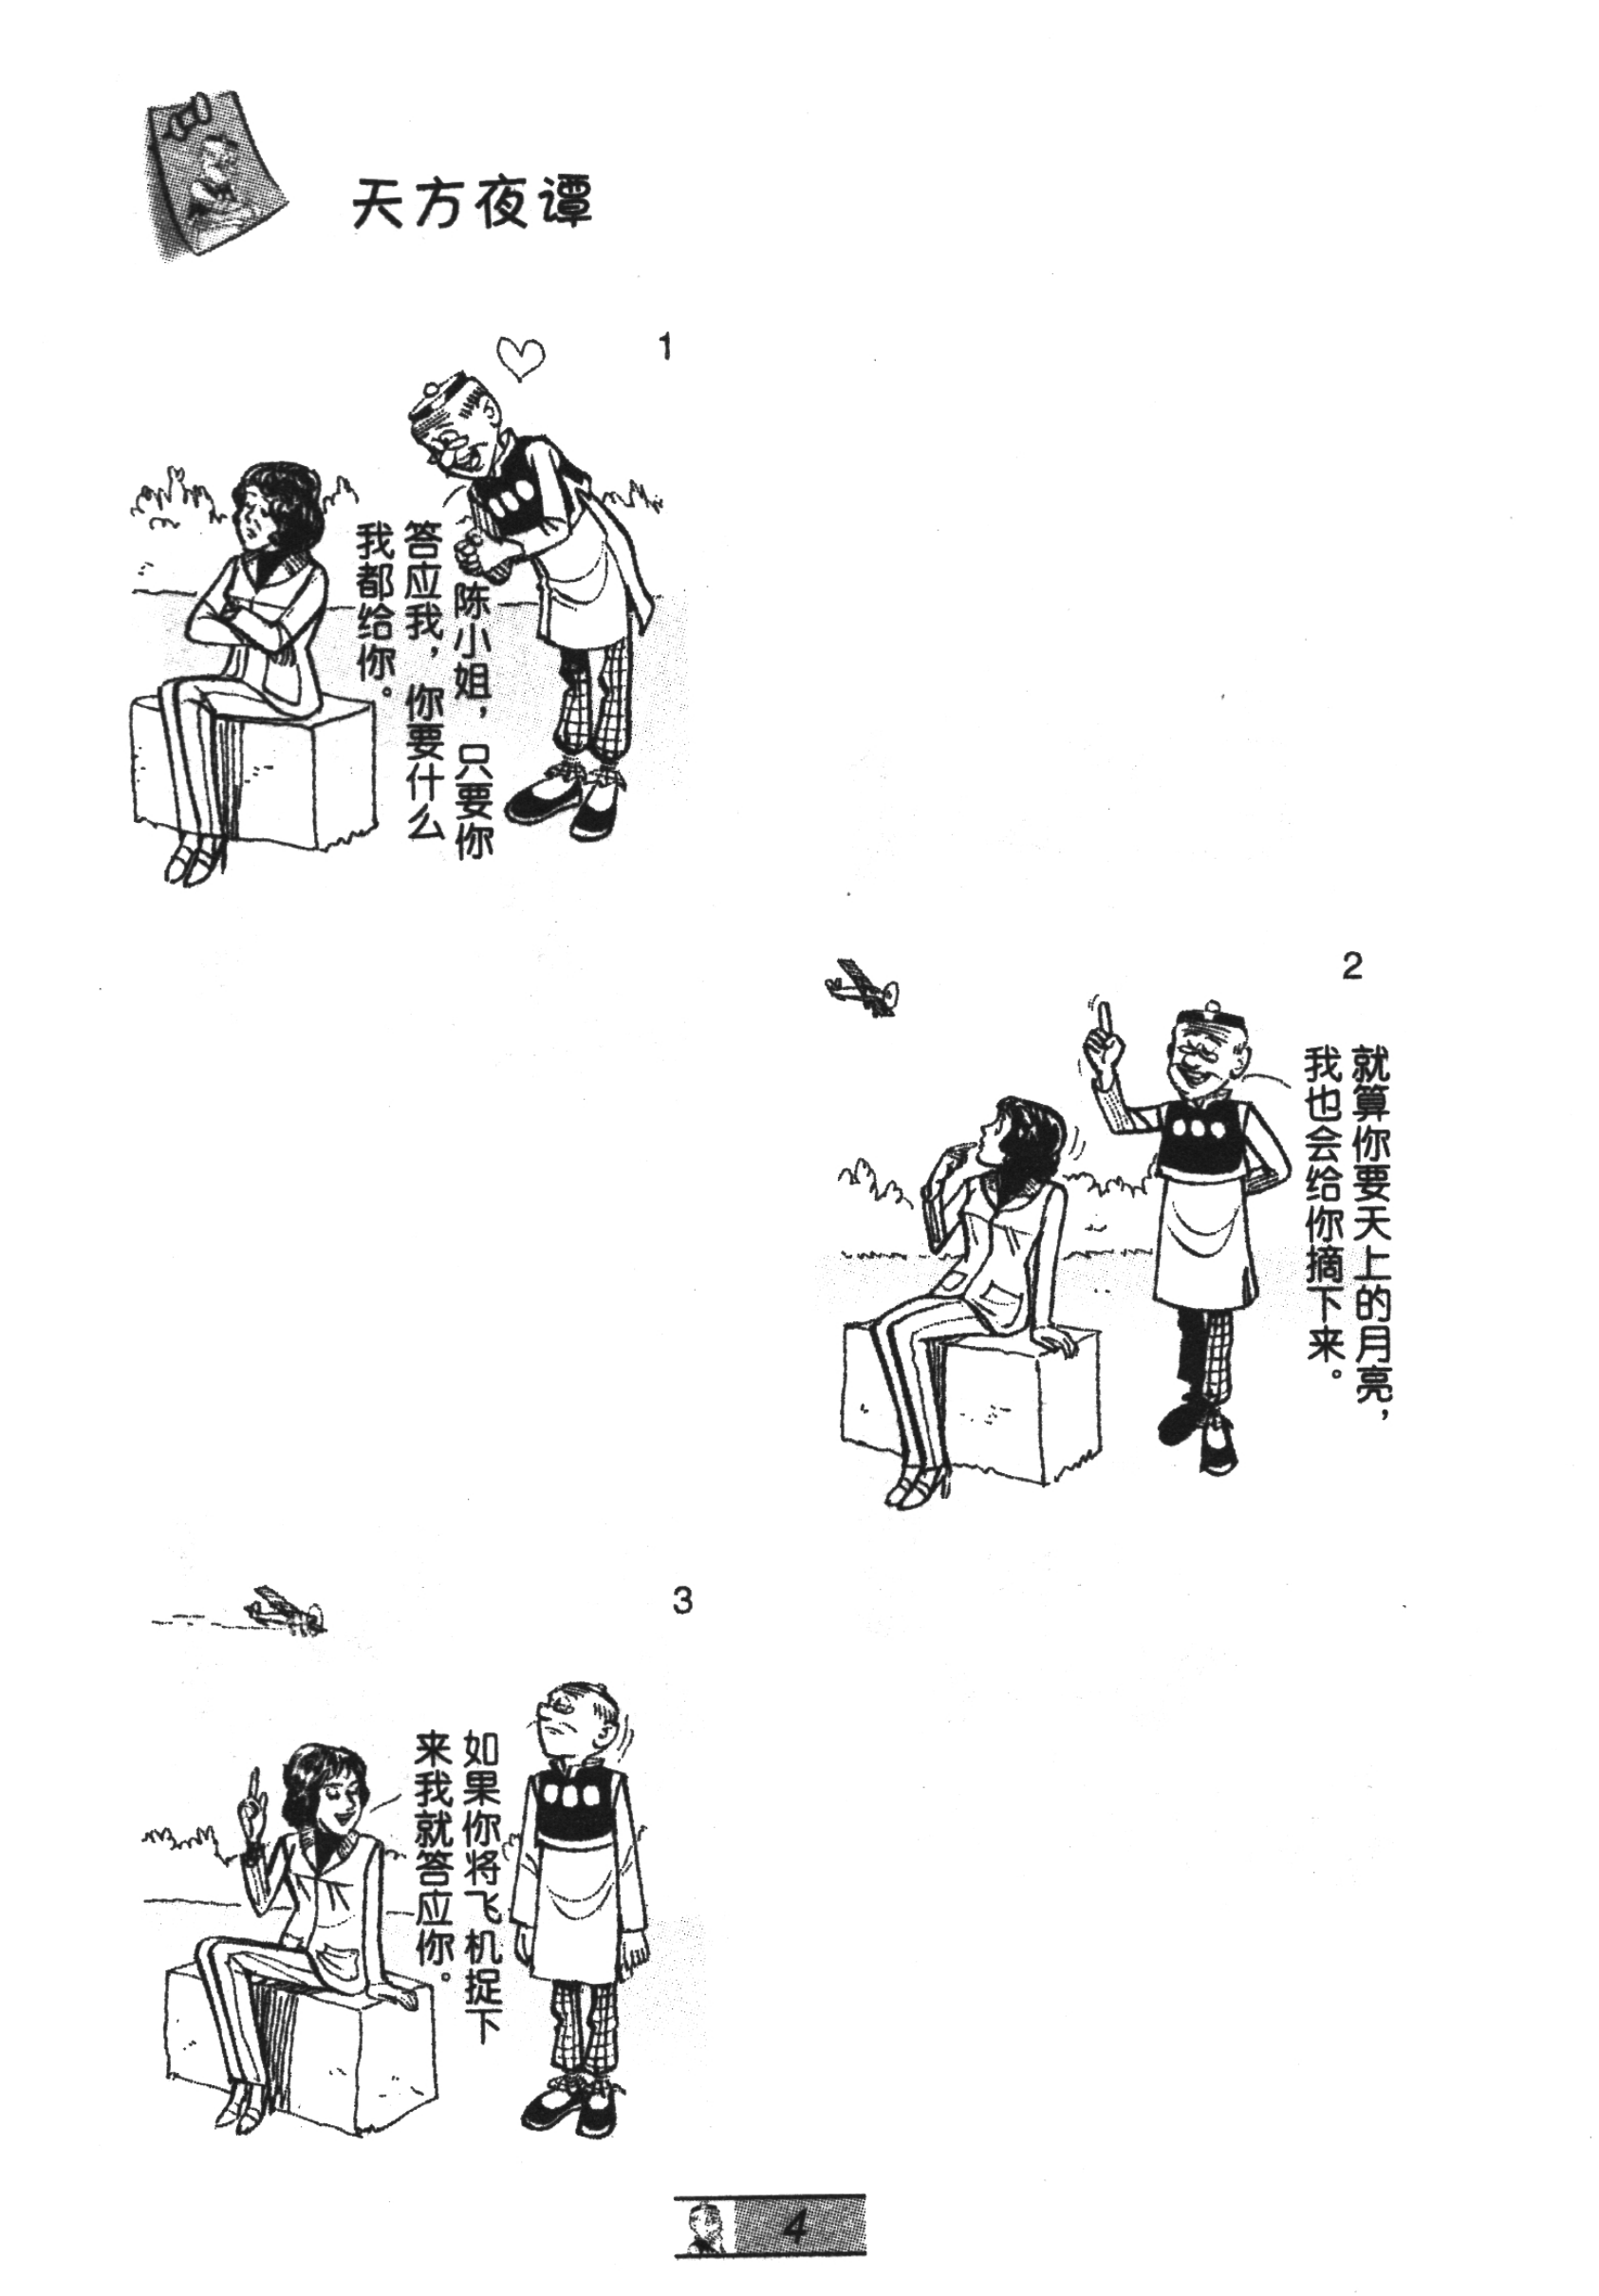 天方夜谭
1
陈小姐，只要你
答应我，你要什么
我都给你。
2
就算你要天上的月亮，
我也会给你摘下来。
3
如果你将飞机捉下
来我就答应你。
4